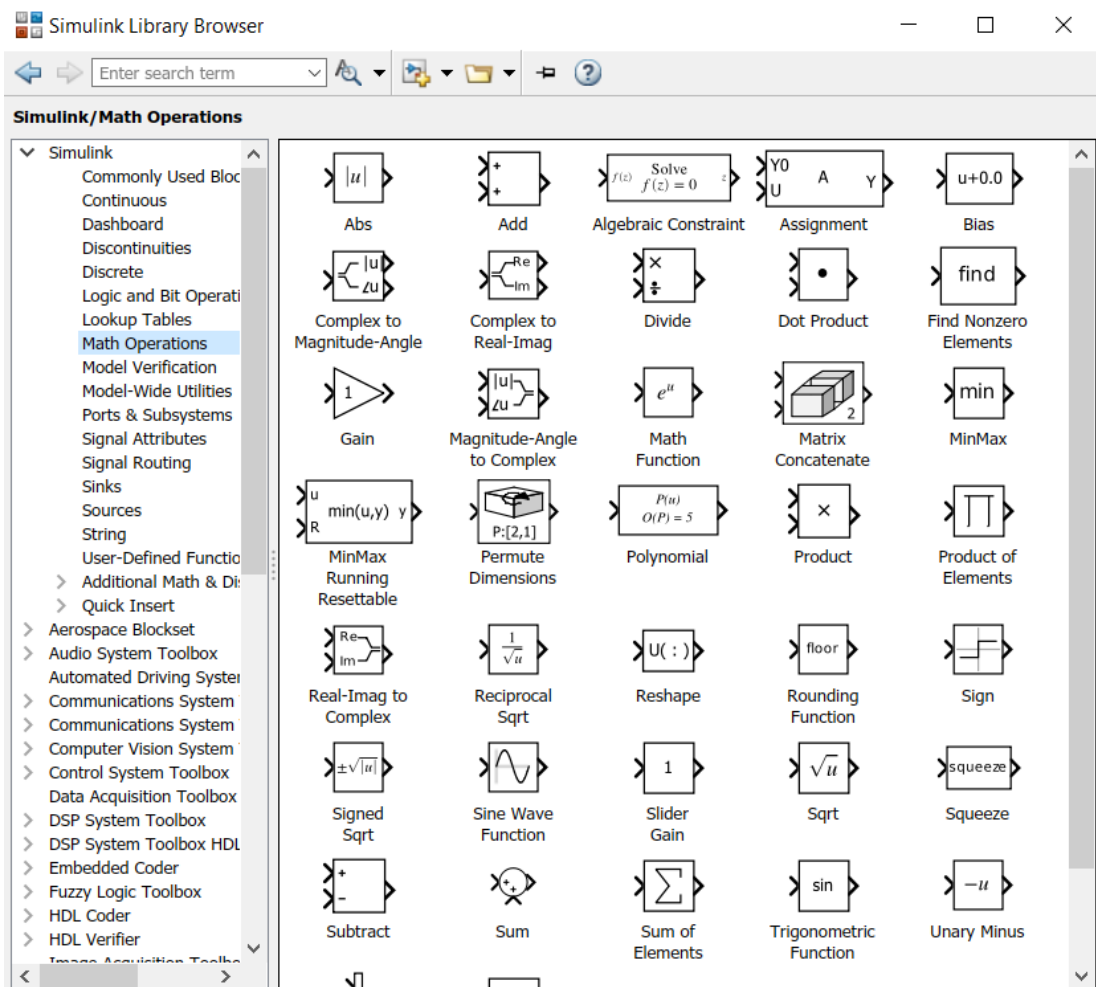 Simulink Library Browser
Enter search term
Simulink/Math Operations
Simulink
Commonly Used Bloc
Continuous
Dashboard
Discontinuities
Discrete
Logic and Bit Operati
Lookup Tables
Math Operations
Model Verification
Model-Wide Utilities
Ports & Subsystems
Signal Attributes
Signal Routing
Sinks
Sources
String
User-Defined Functio
Additional Math & Di
Quick Insert
Aerospace Blockset
Audio System Toolbox
Automated Driving System
Communications System
Communications System
Computer Vision System
Control System Toolbox
Data Acquisition Toolbox
DSP System Toolbox
DSP System Toolbox HDL
Embedded Coder
Fuzzy Logic Toolbox
HDL Coder
HDL Verifier
|u|
+
+
f(z) Solve z
f(z) = 0
Y0 A Y
U
u+0.0
Abs Add Algebraic Constraint Assignment Bias
|u|
∠u
Re
Im
×
÷
•
find
Complex to Complex to Divide Dot Product Find Nonzero
Magnitude-Angle Real-Imag Elements
1
|u|
∠u
e^u
2
min
Gain Magnitude-Angle Math Matrix MinMax
to Complex Function Concatenate
u
min(u,y) y
R
P:[2,1]
P(u)
O(P) = 5
×
∏
MinMax Permute Polynomial Product Product of
Running Dimensions Elements
Resettable
Re
Im
1
√u
U( : )
floor
Real-Imag to Reciprocal Reshape Rounding Sign
Complex Sqrt Function
±√|u|
1
√u
squeeze
Signed Sine Wave Slider Sqrt Squeeze
Sqrt Function Gain
+
−
+
+
∑
sin
−u
Subtract Sum Sum of Trigonometric Unary Minus
Elements Function